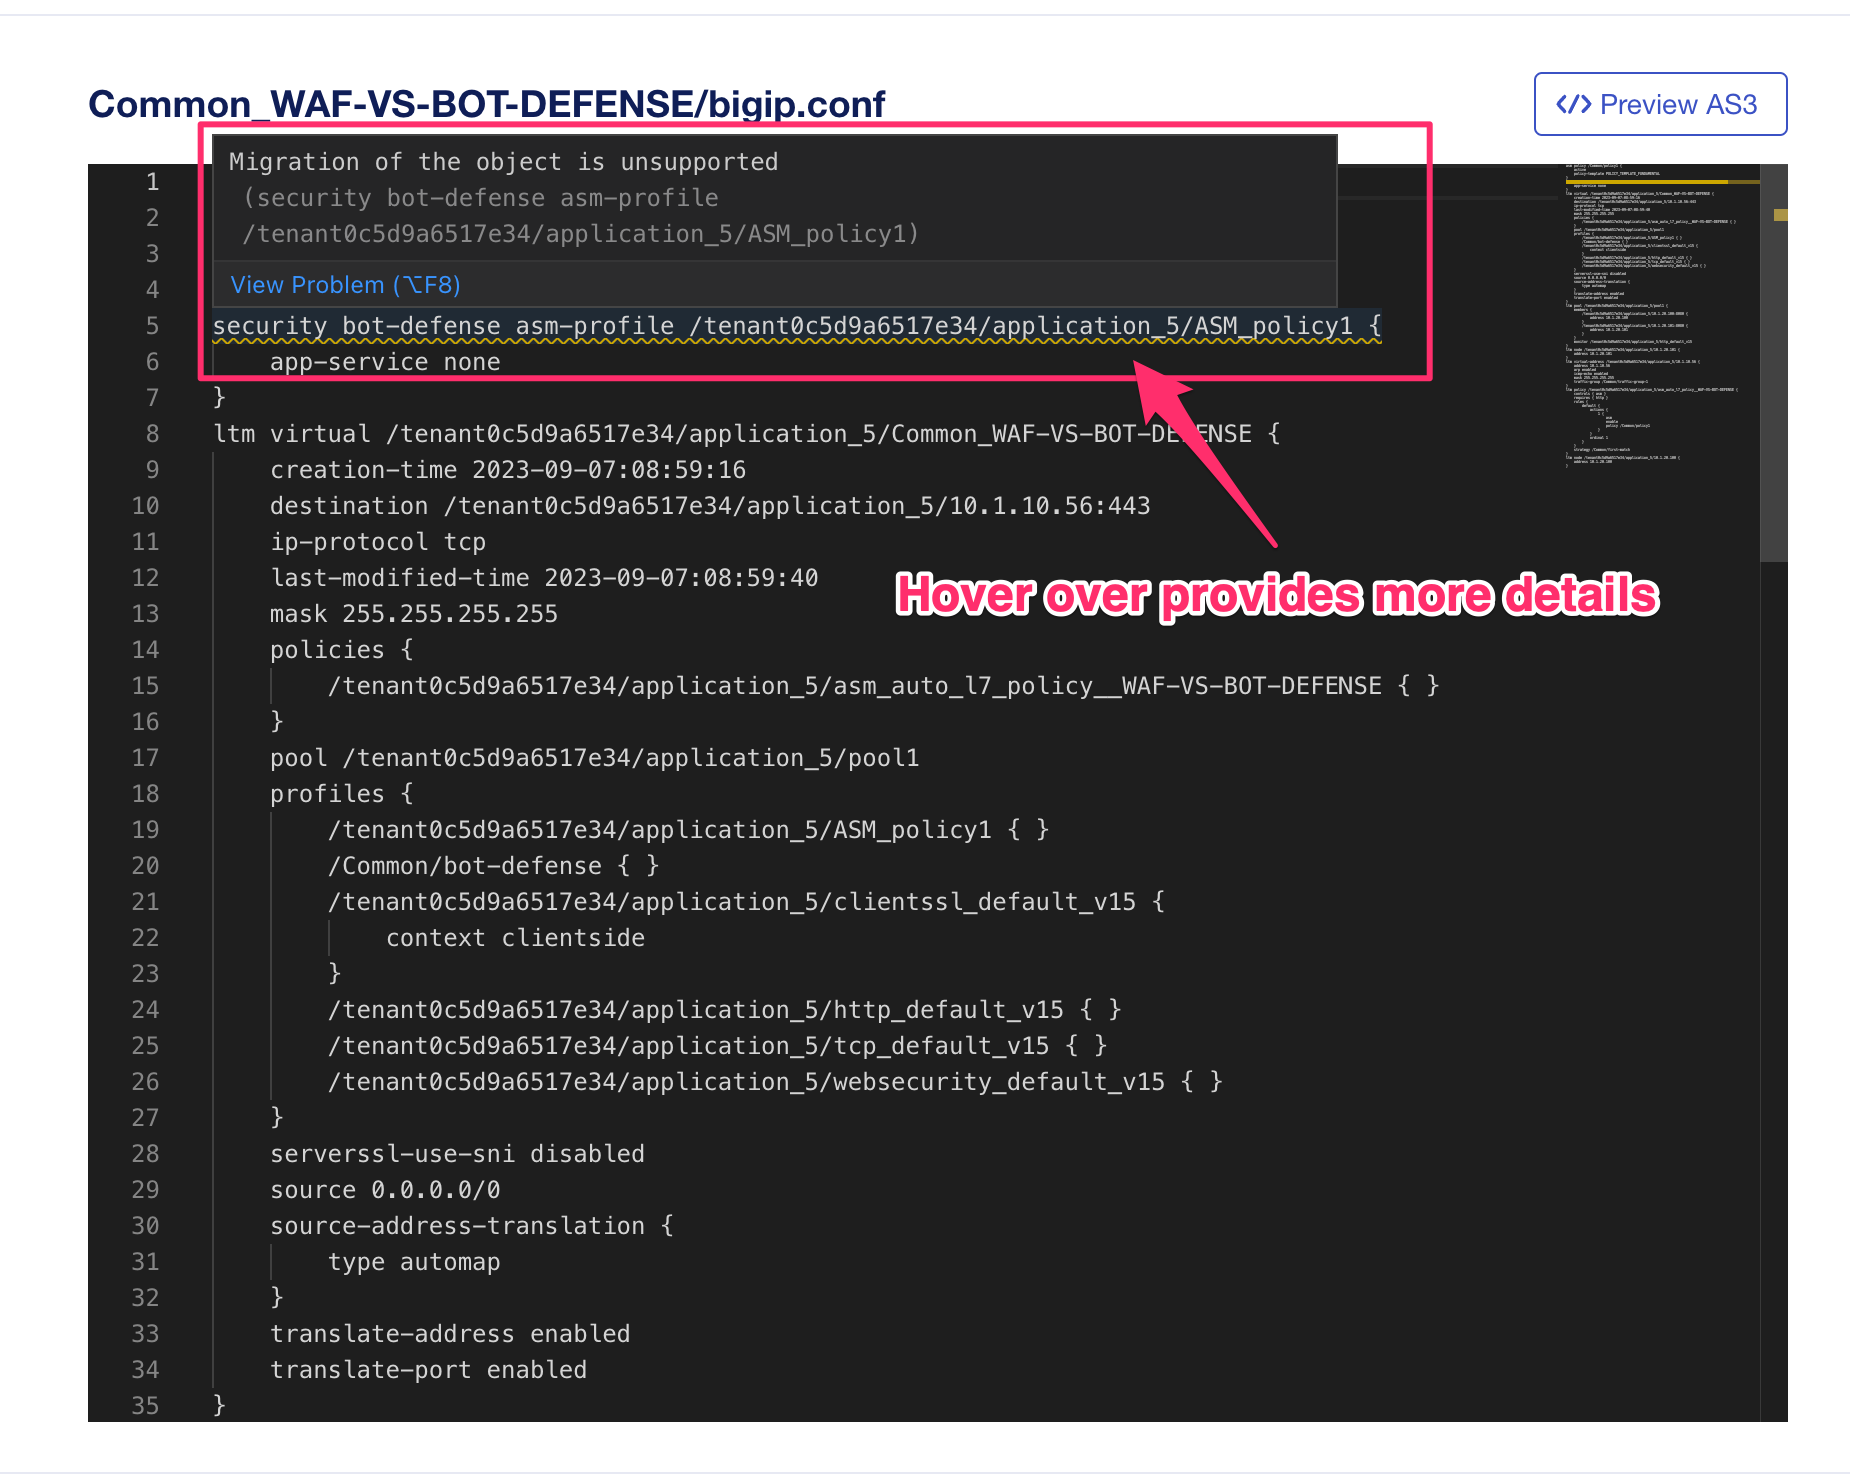 Common_WAF-VS-BOT-DEFENSE/bigip.conf
</> Preview AS3
Migration of the object is unsupported
(security bot-defense asm-profile
/tenant0c5d9a6517e34/application_5/ASM_policy1)
View Problem (⌥F8)
1
2
3
4
5 security bot-defense asm-profile /tenant0c5d9a6517e34/application_5/ASM_policy1 {
6     app-service none
7 }
8 ltm virtual /tenant0c5d9a6517e34/application_5/Common_WAF-VS-BOT-DEFENSE {
9     creation-time 2023-09-07:08:59:16
10     destination /tenant0c5d9a6517e34/application_5/10.1.10.56:443
11     ip-protocol tcp
12     last-modified-time 2023-09-07:08:59:40
Hover over provides more details
13     mask 255.255.255.255
14     policies {
15         /tenant0c5d9a6517e34/application_5/asm_auto_l7_policy__WAF-VS-BOT-DEFENSE { }
16     }
17     pool /tenant0c5d9a6517e34/application_5/pool1
18     profiles {
19         /tenant0c5d9a6517e34/application_5/ASM_policy1 { }
20         /Common/bot-defense { }
21         /tenant0c5d9a6517e34/application_5/clientssl_default_v15 {
22             context clientside
23         }
24         /tenant0c5d9a6517e34/application_5/http_default_v15 { }
25         /tenant0c5d9a6517e34/application_5/tcp_default_v15 { }
26         /tenant0c5d9a6517e34/application_5/websecurity_default_v15 { }
27     }
28     serverssl-use-sni disabled
29     source 0.0.0.0/0
30     source-address-translation {
31         type automap
32     }
33     translate-address enabled
34     translate-port enabled
35 }